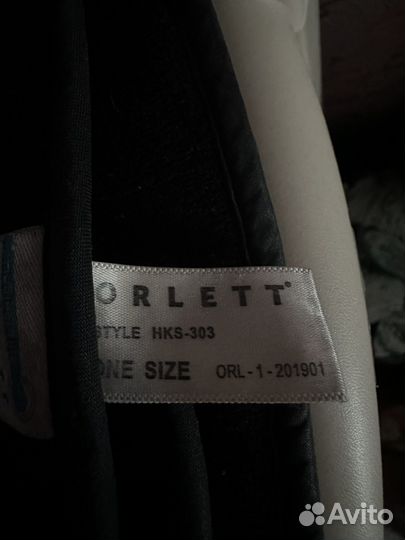 ORLETT
STYLE HKS-303
ONE SIZE ORL-1-201901
Avito